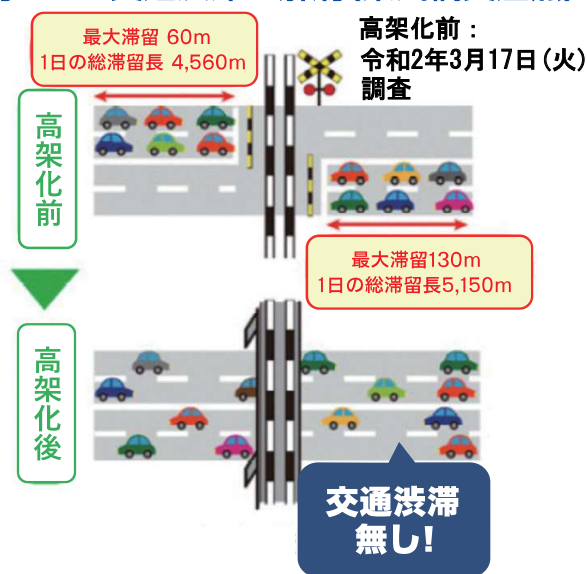 最大滞留 60m
1日の総滞留長 4,560m
高架化前：
令和2年3月17日(火)
調査
高架化前
最大滞留130m
1日の総滞留長5,150m
高架化後
交通渋滞
無し!